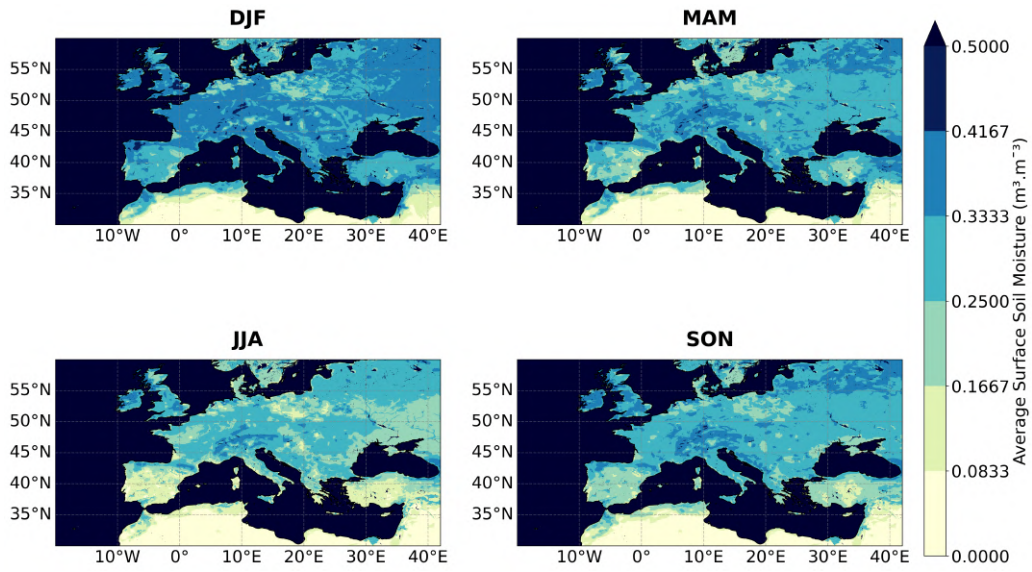 DJF
MAM
55°N
50°N
45°N
40°N
35°N
10°W 0° 10°E 20°E 30°E 40°E
55°N
50°N
45°N
40°N
35°N
10°W 0° 10°E 20°E 30°E 40°E
JJA
SON
55°N
50°N
45°N
40°N
35°N
10°W 0° 10°E 20°E 30°E 40°E
55°N
50°N
45°N
40°N
35°N
10°W 0° 10°E 20°E 30°E 40°E
0.5000
0.4167
0.3333
0.2500
0.1667
0.0833
0.0000
Average Surface Soil Moisture (m³.m⁻³)